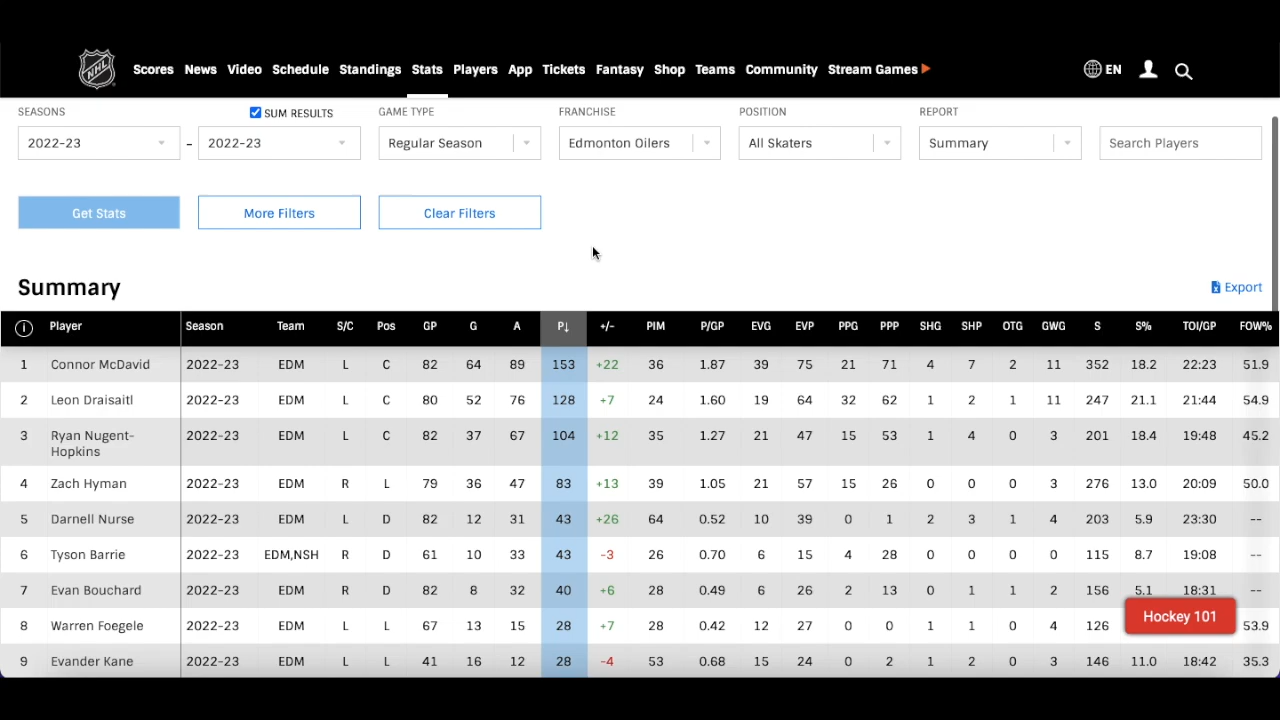 NHL
Scores News Video Schedule Standings Stats Players App Tickets Fantasy Shop Teams Community Stream Games EN
SEASONS SUM RESULTS GAME TYPE FRANCHISE POSITION REPORT
2022-23 – 2022-23 Regular Season Edmonton Oilers All Skaters Summary Search Players
Get Stats More Filters Clear Filters
Summary Export
i Player Season Team S/C Pos GP G A P↓ +/- PIM P/GP EVG EVP PPG PPP SHG SHP OTG GWG S S% TOI/GP FOW%
1 Connor McDavid 2022-23 EDM L C 82 64 89 153 +22 36 1.87 39 75 21 71 4 7 2 11 352 18.2 22:23 51.9
2 Leon Draisaitl 2022-23 EDM L C 80 52 76 128 +7 24 1.60 19 64 32 62 1 2 1 11 247 21.1 21:44 54.9
3 Ryan Nugent- 2022-23 EDM L C 82 37 67 104 +12 35 1.27 21 47 15 53 1 4 0 3 201 18.4 19:48 45.2
Hopkins
4 Zach Hyman 2022-23 EDM R L 79 36 47 83 +13 39 1.05 21 57 15 26 0 0 0 3 276 13.0 20:09 50.0
5 Darnell Nurse 2022-23 EDM L D 82 12 31 43 +26 64 0.52 10 39 0 1 2 3 1 4 203 5.9 23:30 --
6 Tyson Barrie 2022-23 EDM,NSH R D 61 10 33 43 -3 26 0.70 6 15 4 28 0 0 0 0 115 8.7 19:08 --
7 Evan Bouchard 2022-23 EDM R D 82 8 32 40 +6 28 0.49 6 26 2 13 0 1 1 2 156 5.1 18:31 --
8 Warren Foegele 2022-23 EDM L L 67 13 15 28 +7 28 0.42 12 27 0 0 1 1 0 4 126 53.9
Hockey 101
9 Evander Kane 2022-23 EDM L L 41 16 12 28 -4 53 0.68 15 24 0 2 1 2 0 3 146 11.0 18:42 35.3